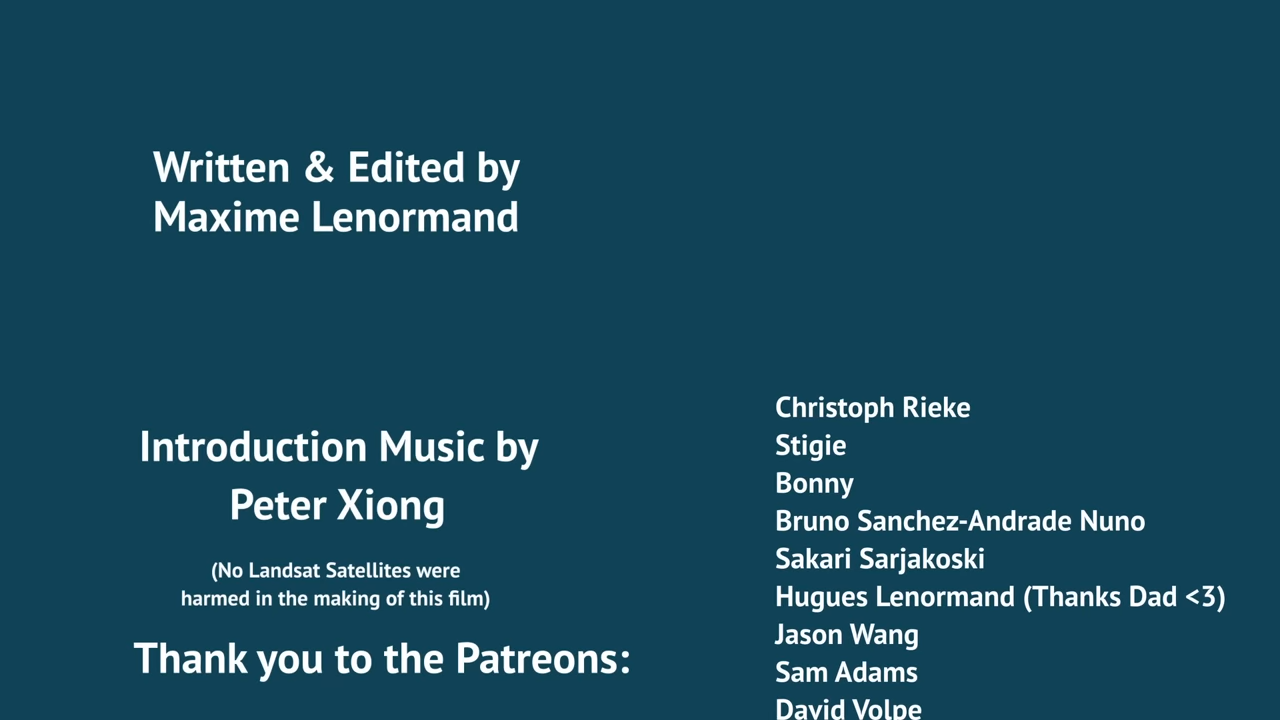 Written & Edited by
Maxime Lenormand
Introduction Music by
Peter Xiong
(No Landsat Satellites were
harmed in the making of this film)
Thank you to the Patreons:
Christoph Rieke
Stigie
Bonny
Bruno Sanchez-Andrade Nuno
Sakari Sarjakoski
Hugues Lenormand (Thanks Dad <3)
Jason Wang
Sam Adams
David Volpe